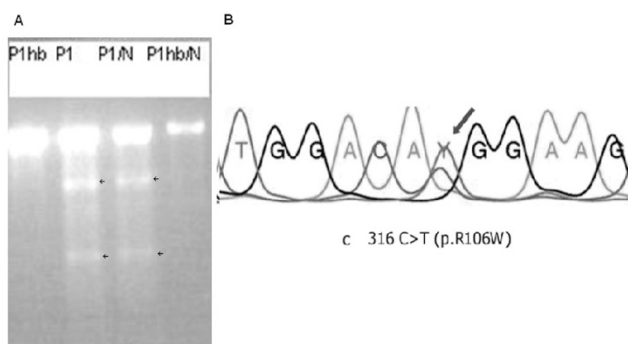 A
P1hb P1 P1/N P1hb/N
B
T G G A C A Y G G A A G
c 316 C>T (p.R106W)